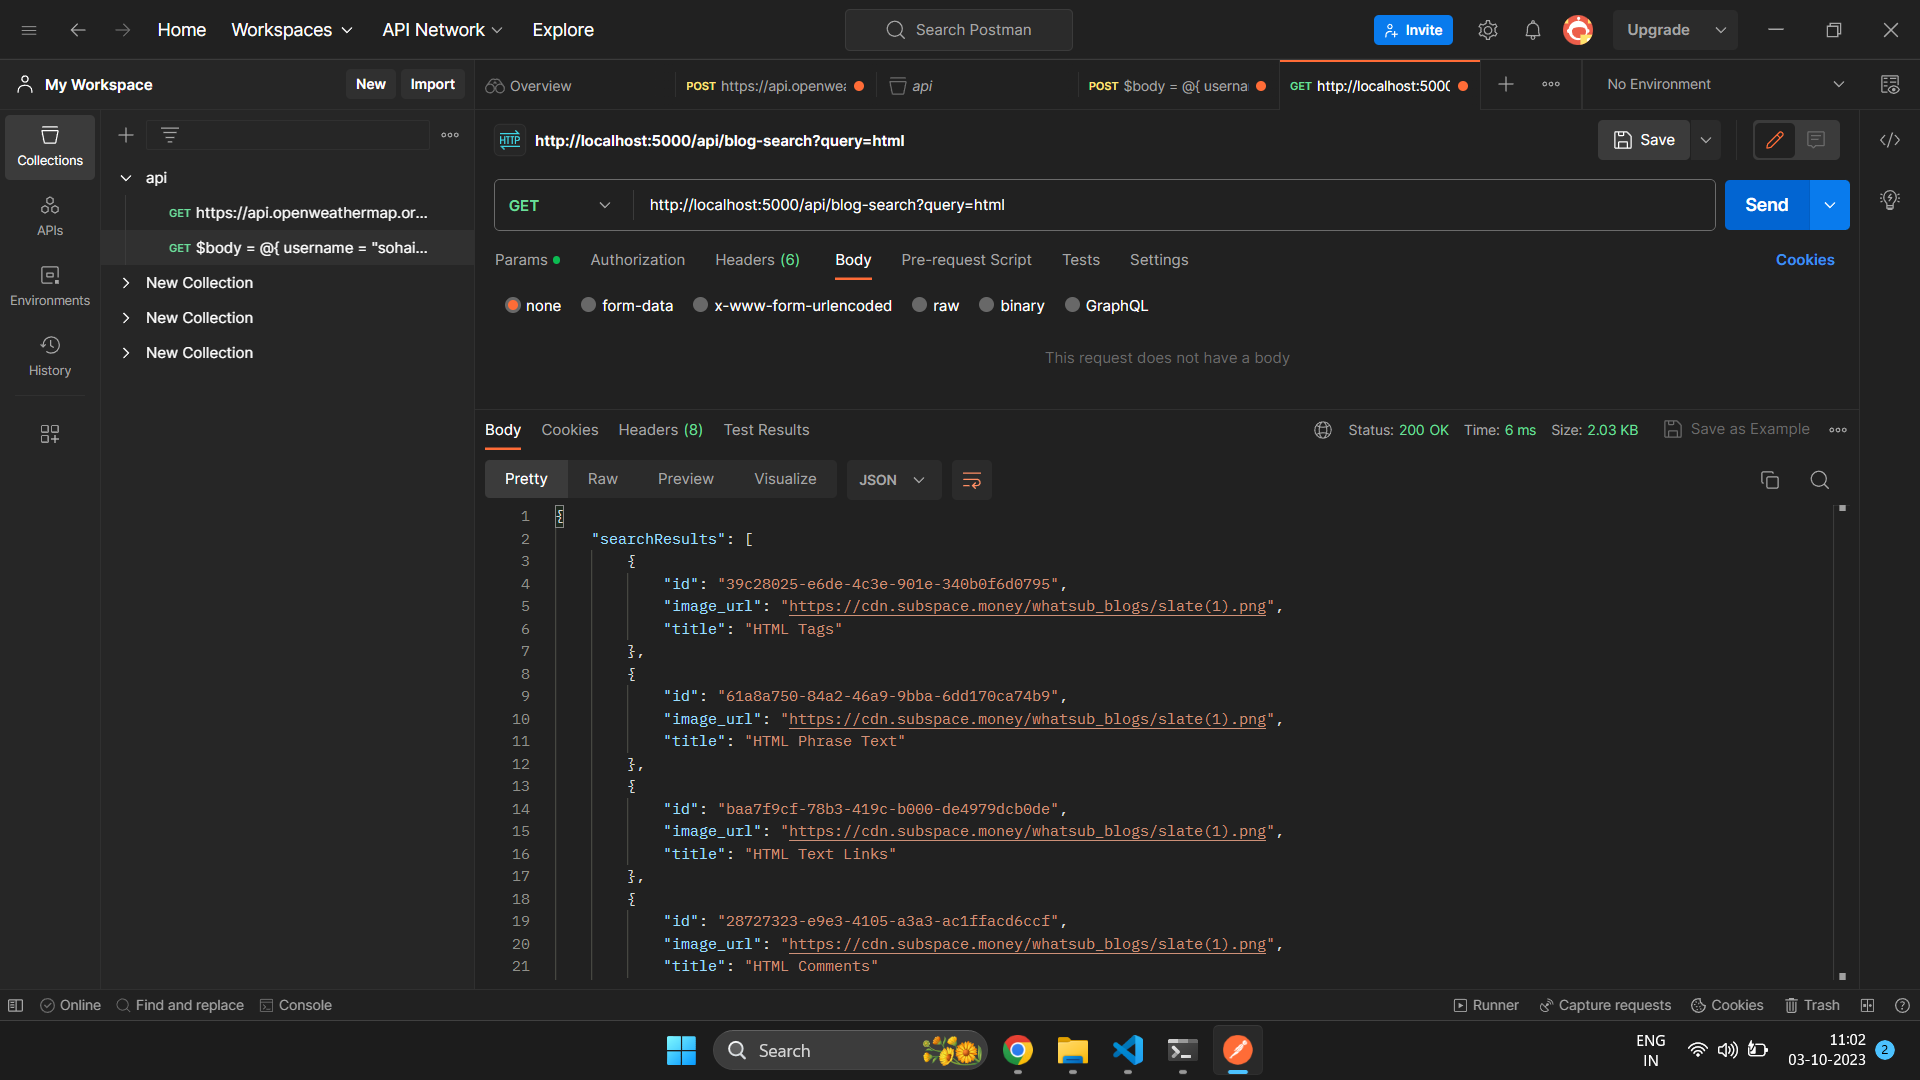 Home Workspaces API Network Explore Search Postman Invite Upgrade
My Workspace New Import Overview POST https://api.openwea api POST $body = @{ userna GET http://localhost:5000 No Environment
Collections
APIs
Environments
History
api
GET https://api.openweathermap.or...
GET $body = @{ username = "sohai...
New Collection
New Collection
New Collection
HTTP http://localhost:5000/api/blog-search?query=html Save
GET http://localhost:5000/api/blog-search?query=html Send
Params Authorization Headers (6) Body Pre-request Script Tests Settings Cookies
none form-data x-www-form-urlencoded raw binary GraphQL
This request does not have a body
Body Cookies Headers (8) Test Results Status: 200 OK Time: 6 ms Size: 2.03 KB Save as Example
Pretty Raw Preview Visualize JSON
1 {
2 "searchResults": [
3 {
4 "id": "39c28025-e6de-4c3e-901e-340b0f6d0795",
5 "image_url": "https://cdn.subspace.money/whatsub_blogs/slate(1).png",
6 "title": "HTML Tags"
7 },
8 {
9 "id": "61a8a750-84a2-46a9-9bba-6dd170ca74b9",
10 "image_url": "https://cdn.subspace.money/whatsub_blogs/slate(1).png",
11 "title": "HTML Phrase Text"
12 },
13 {
14 "id": "baa7f9cf-78b3-419c-b000-de4979dcb0de",
15 "image_url": "https://cdn.subspace.money/whatsub_blogs/slate(1).png",
16 "title": "HTML Text Links"
17 },
18 {
19 "id": "28727323-e9e3-4105-a3a3-ac1ffacd6ccf",
20 "image_url": "https://cdn.subspace.money/whatsub_blogs/slate(1).png",
21 "title": "HTML Comments"
Online Find and replace Console Runner Capture requests Cookies Trash
Search
ENG
IN
11:02
03-10-2023
2